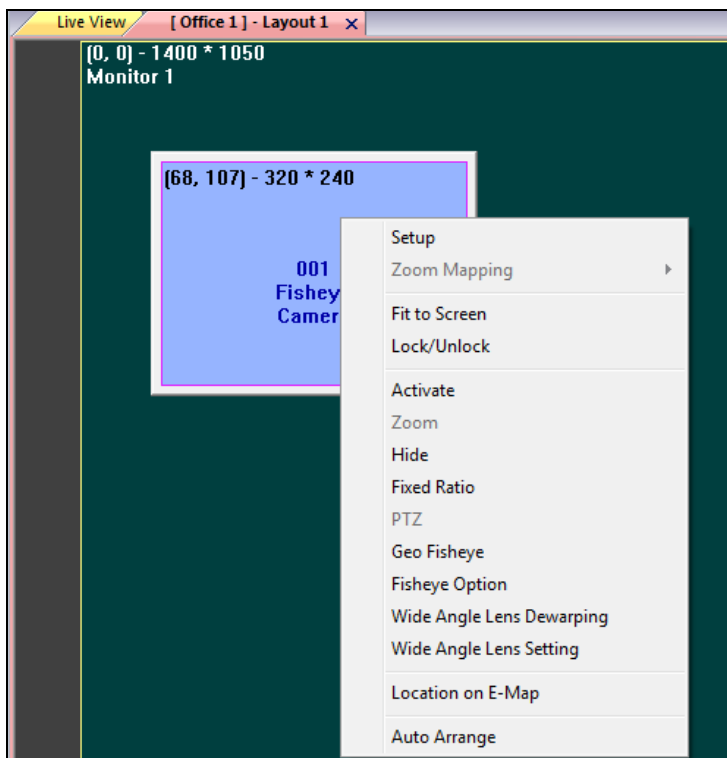 Live View
[ Office 1 ] - Layout 1 x
(0, 0) - 1400 * 1050
Monitor 1
(68, 107) - 320 * 240
001
Fishey
Camer
Setup
Zoom Mapping
Fit to Screen
Lock/Unlock
Activate
Zoom
Hide
Fixed Ratio
PTZ
Geo Fisheye
Fisheye Option
Wide Angle Lens Dewarping
Wide Angle Lens Setting
Location on E-Map
Auto Arrange